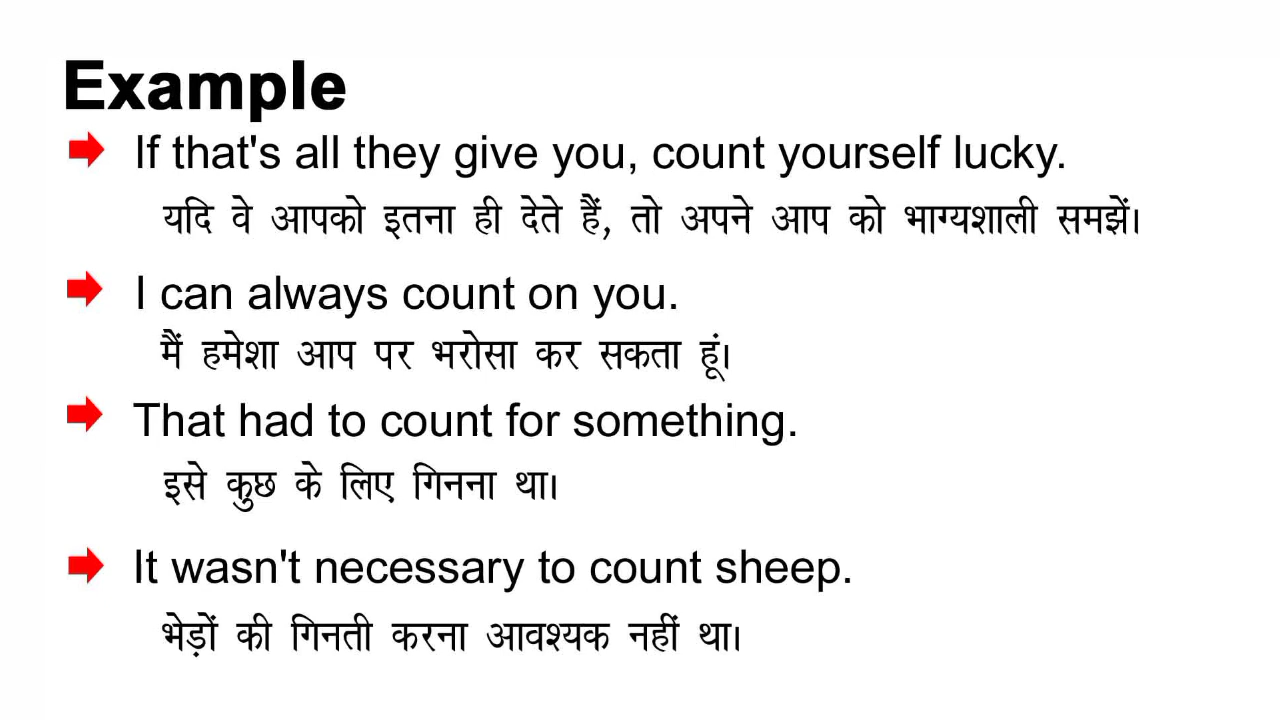 Example
If that's all they give you, count yourself lucky.
यदि वे आपको इतना ही देते हैं, तो अपने आप को भाग्यशाली समझें।
I can always count on you.
मैं हमेशा आप पर भरोसा कर सकता हूं।
That had to count for something.
इसे कुछ के लिए गिनना था।
It wasn't necessary to count sheep.
भेड़ों की गिनती करना आवश्यक नहीं था।